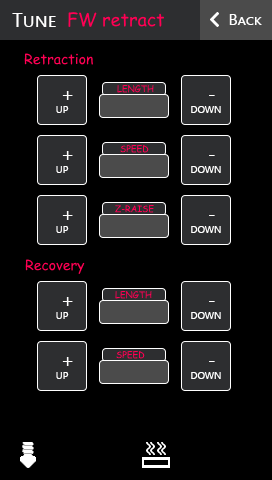 TUNE FW retract BACK
Retraction
+ LENGTH -
UP DOWN
+ SPEED -
UP DOWN
+ Z-RAISE -
UP DOWN
Recovery
+ LENGTH -
UP DOWN
+ SPEED -
UP DOWN